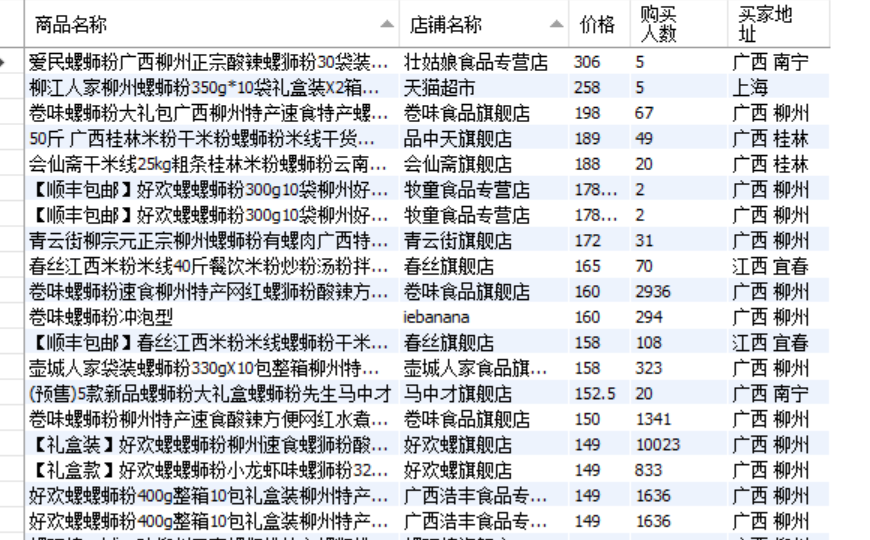 商品名称 店铺名称 价格 购买人数 买家地址
爱民螺蛳粉广西柳州正宗酸辣螺狮粉30袋装... 壮姑娘食品专营店 306 5 广西 南宁
柳江人家柳州螺蛳粉350g*10袋礼盒装X2箱... 天猫超市 258 5 上海
卷味螺蛳粉大礼包广西柳州特产速食特产螺... 卷味食品旗舰店 198 67 广西 柳州
50斤 广西桂林米粉干米粉螺蛳粉米线干货... 品中天旗舰店 189 49 广西 桂林
会仙斋干米线25kg粗条桂林米粉螺蛳粉云南... 会仙斋旗舰店 188 20 广西 桂林
【顺丰包邮】好欢螺螺蛳粉300g10袋柳州好... 牧童食品专营店 178... 2 广西 柳州
【顺丰包邮】好欢螺螺蛳粉300g10袋柳州好... 牧童食品专营店 178... 2 广西 柳州
青云街柳宗元正宗柳州螺蛳粉有螺肉广西特... 青云街旗舰店 172 31 广西 柳州
春丝江西米粉米线40斤餐饮米粉炒粉汤粉拌... 春丝旗舰店 165 70 江西 宜春
卷味螺蛳粉速食柳州特产网红螺狮粉酸辣方... 卷味食品旗舰店 160 2936 广西 柳州
卷味螺蛳粉冲泡型 iebanana 160 294 广西 柳州
【顺丰包邮】春丝江西米粉米线螺蛳粉干米... 春丝旗舰店 158 108 江西 宜春
壶城人家袋装螺蛳粉330gX10包整箱柳州特... 壶城人家食品旗... 158 323 广西 柳州
(预售)5款新品螺蛳粉大礼盒螺蛳粉先生马中才 马中才旗舰店 152.5 20 广西 南宁
卷味螺蛳粉柳州特产速食酸辣方便网红水煮... 卷味食品旗舰店 150 1341 广西 柳州
【礼盒装】好欢螺螺蛳粉柳州速食螺狮粉酸... 好欢螺旗舰店 149 10023 广西 柳州
【礼盒款】好欢螺螺蛳粉小龙虾味螺狮粉32... 好欢螺旗舰店 149 833 广西 柳州
好欢螺螺蛳粉400g整箱10包礼盒装柳州特产... 广西浩丰食品专... 149 1636 广西 柳州
好欢螺螺蛳粉400g整箱10包礼盒装柳州特产... 广西浩丰食品专... 149 1636 广西 柳州